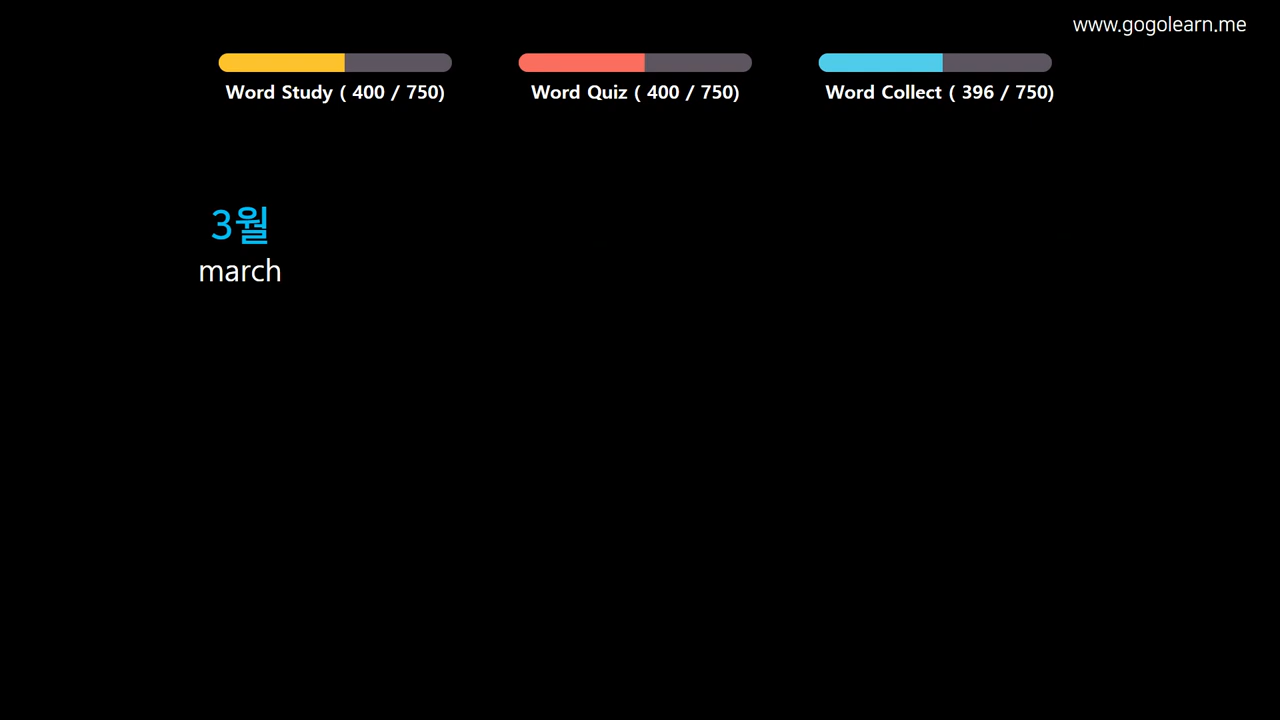 www.gogolearn.me
Word Study ( 400 / 750)
Word Quiz ( 400 / 750)
Word Collect ( 396 / 750)
3월
march